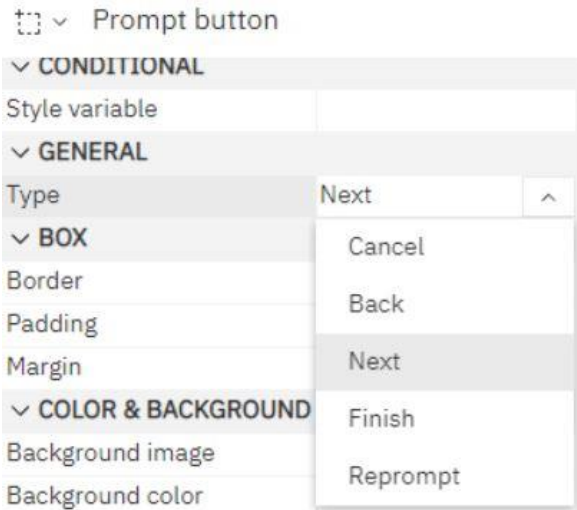 Prompt button
CONDITIONAL
Style variable
GENERAL
Type Next
BOX
Cancel
Border
Back
Padding
Margin
Next
COLOR & BACKGROUND
Finish
Background image
Reprompt
Background color